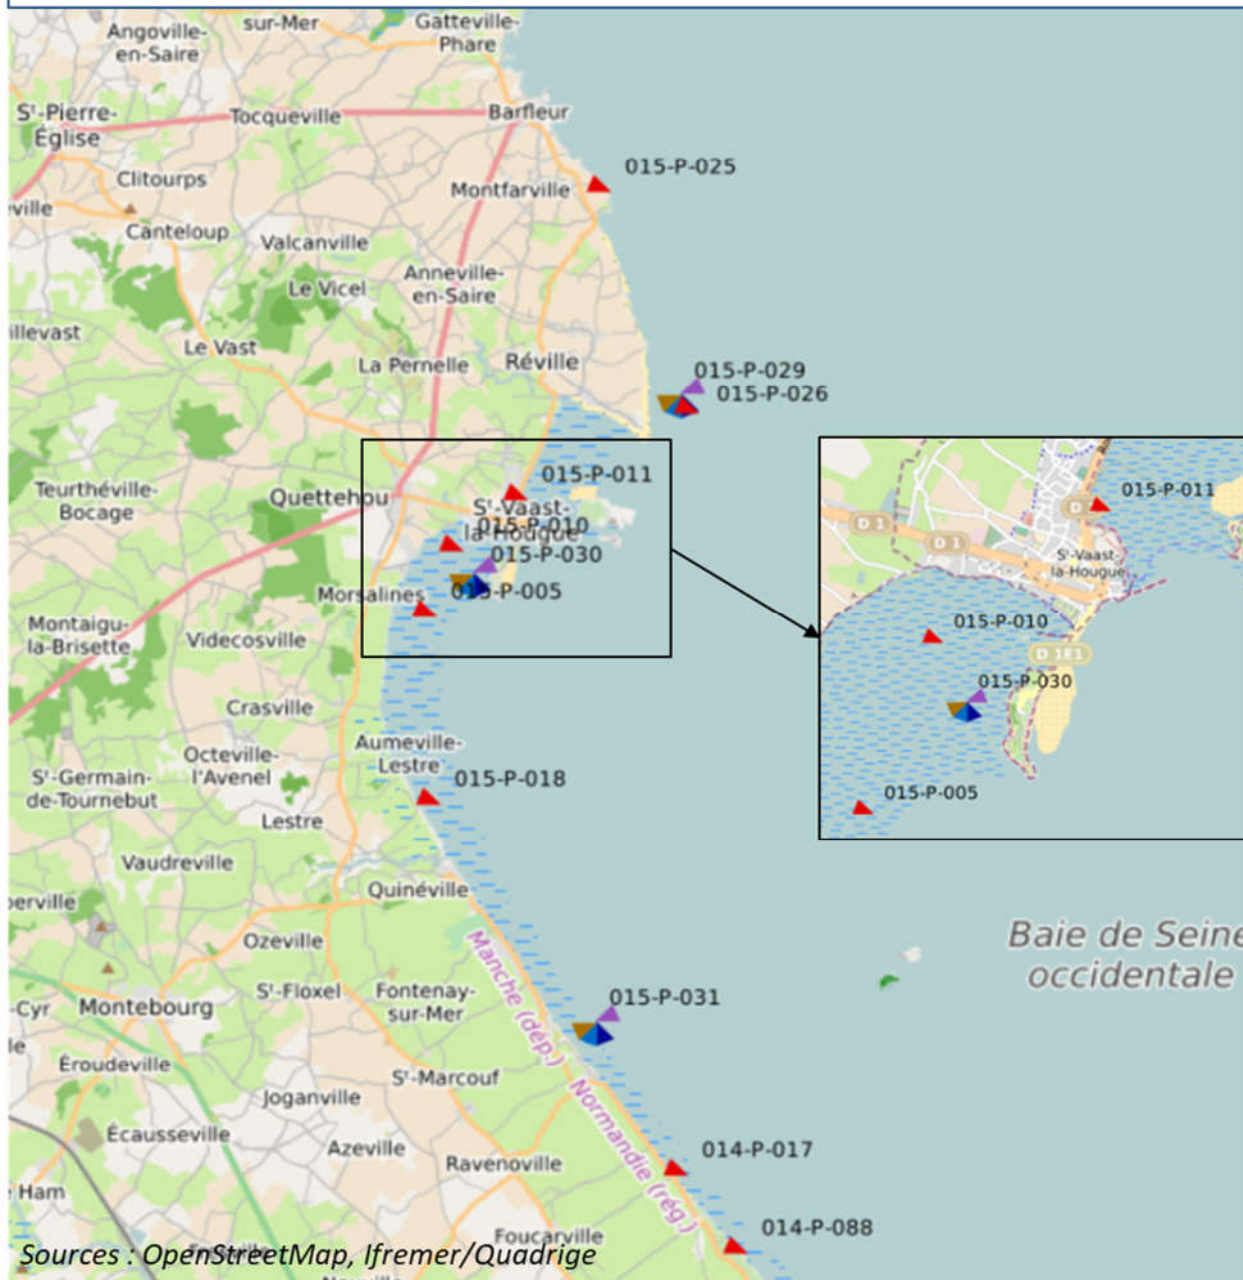 sur-Mer
Gatteville-
Phare
Angoville-
en-Saire
Sᵗ-Pierre-
Église
Tocqueville
Barfleur
015-P-025
Clitourps
Montfarville
ville
Canteloup
Valcanville
Anneville-
en-Saire
Le Vicel
illevast
Le Vast
La Pernelle
Réville
015-P-029
015-P-026
015-P-011
Teurthéville-
Bocage
Quettehou
Sᵗ-Vaast-
la-Hougue
015-P-010
015-P-030
015-P-005
Morsalines
Montaigu-
la-Brisette
Videcosville
Crasville
Aumeville-
Lestre
Octeville-
l'Avenel
015-P-018
Sᵗ-Germain-
de-Tournebut
Lestre
Vaudreville
Quinéville
perville
Ozeville
Manche (dép.)
Normandie (rég.)
Sᵗ-Floxel
Fontenay-
sur-Mer
-Cyr
Montebourg
015-P-031
le
Éroudeville
Sᵗ-Marcouf
Joganville
Écausseville
Azeville
Ravenoville
014-P-017
Ham
014-P-088
Foucarville
Sources : OpenStreetMap, Ifremer/Quadrige
D 1
D 1
D
015-P-011
Sᵗ-Vaast-
la-Hougue
015-P-010
D 1E1
015-P-030
015-P-005
Baie de Seine
occidentale